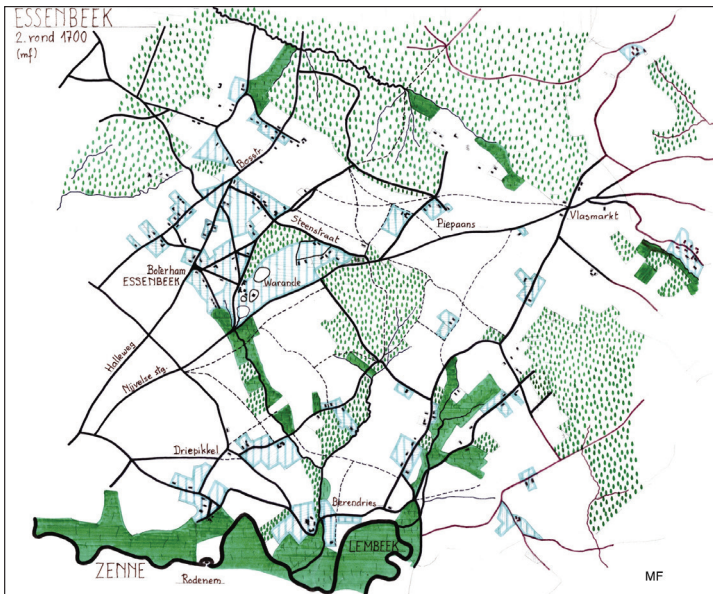 ESSENBEEK
2. rond 1700
(mf)
Bosstr.
Steenstraat
Piepaans
Vlasmarkt
Boterham
ESSENBEEK
Warande
Halleweg
Nijvelse stg.
Driepikkel
Berendries
LEMBEEK
ZENNE
Rodenem
MF